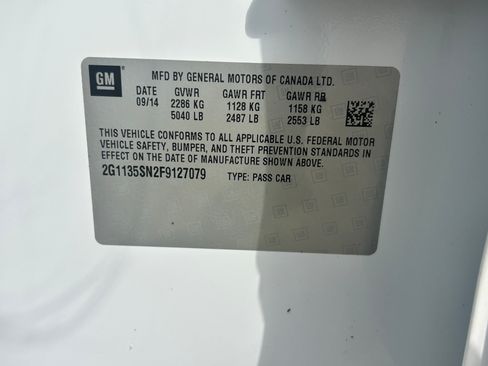 GM
MFD BY GENERAL MOTORS OF CANADA LTD.
DATE GVWR GAWR FRT GAWR RR
09/14 2286 KG 1128 KG 1158 KG
5040 LB 2487 LB 2553 LB
THIS VEHICLE CONFORMS TO ALL APPLICABLE U.S. FEDERAL MOTOR
VEHICLE SAFETY, BUMPER, AND THEFT PREVENTION STANDARDS IN
EFFECT ON THE DATE OF MANUFACTURE SHOWN ABOVE.
2G1135SN2F9127079 TYPE: PASS CAR